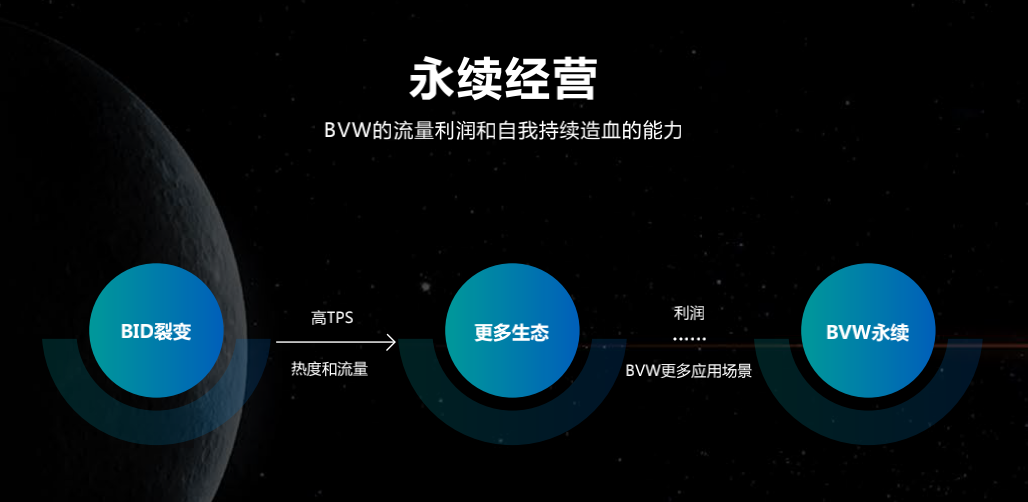 永续经营
BVW的流量利润和自我持续造血的能力
BID裂变
高TPS
热度和流量
更多生态
利润
······
BVW更多应用场景
BVW永续